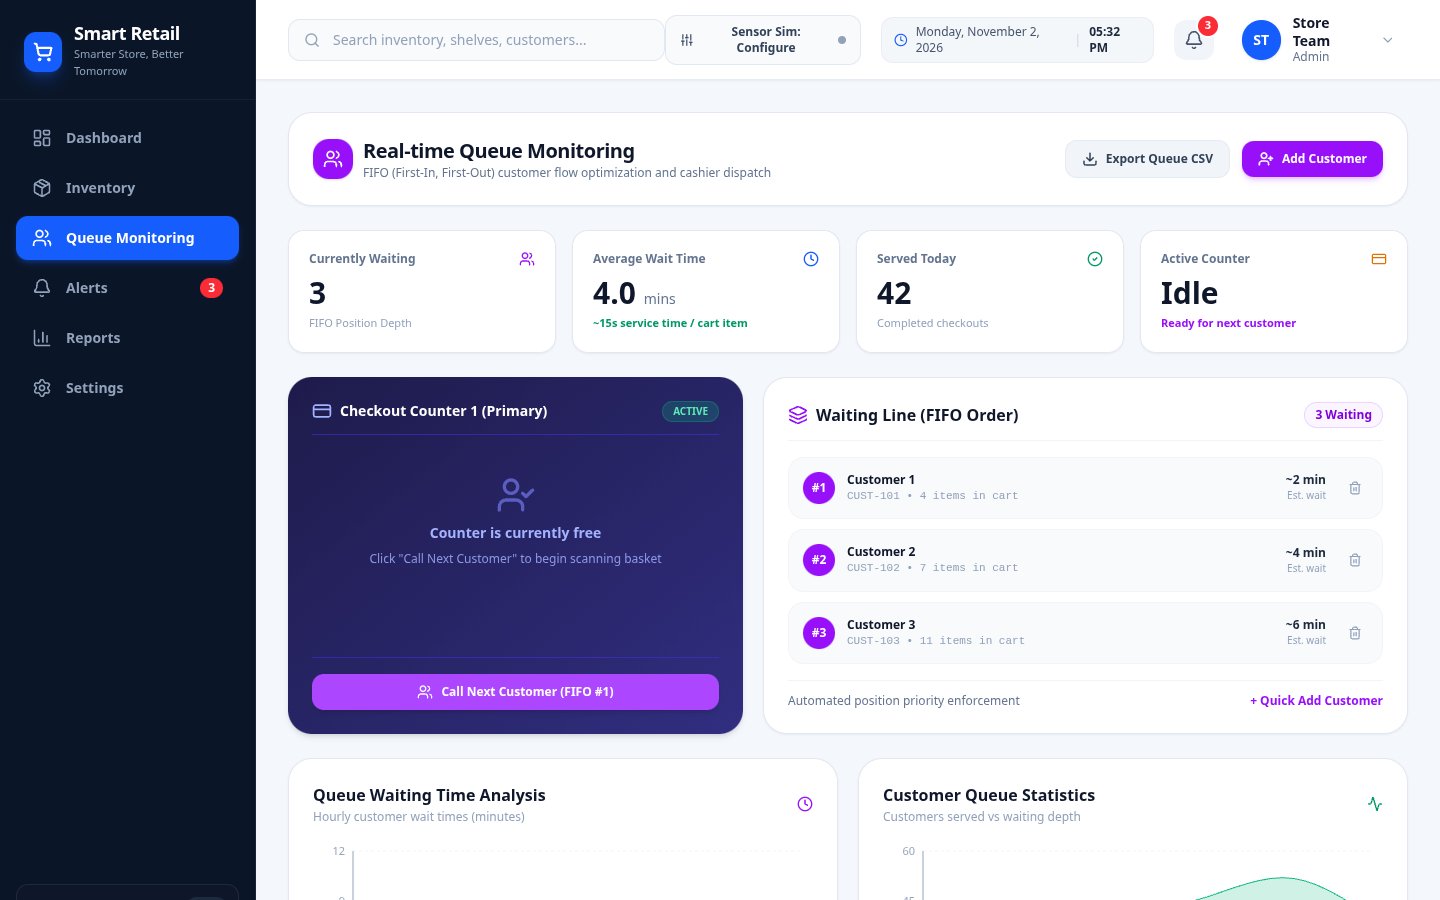 Smart Retail
Smarter Store, Better
Tomorrow
Dashboard
Inventory
Queue Monitoring
Alerts
3
Reports
Settings
Search inventory, shelves, customers...
Sensor Sim:
Configure
Monday, November 2,
2026
05:32
PM
3
ST
Store
Team
Admin
Real-time Queue Monitoring
FIFO (First-In, First-Out) customer flow optimization and cashier dispatch
Export Queue CSV
Add Customer
Currently Waiting
3
FIFO Position Depth
Average Wait Time
4.0 mins
~15s service time / cart item
Served Today
42
Completed checkouts
Active Counter
Idle
Ready for next customer
Checkout Counter 1 (Primary)
ACTIVE
Counter is currently free
Click "Call Next Customer" to begin scanning basket
Call Next Customer (FIFO #1)
Waiting Line (FIFO Order)
3 Waiting
#1
Customer 1
CUST-101 • 4 items in cart
~2 min
Est. wait
#2
Customer 2
CUST-102 • 7 items in cart
~4 min
Est. wait
#3
Customer 3
CUST-103 • 11 items in cart
~6 min
Est. wait
Automated position priority enforcement
+ Quick Add Customer
Queue Waiting Time Analysis
Hourly customer wait times (minutes)
12
Customer Queue Statistics
Customers served vs waiting depth
60